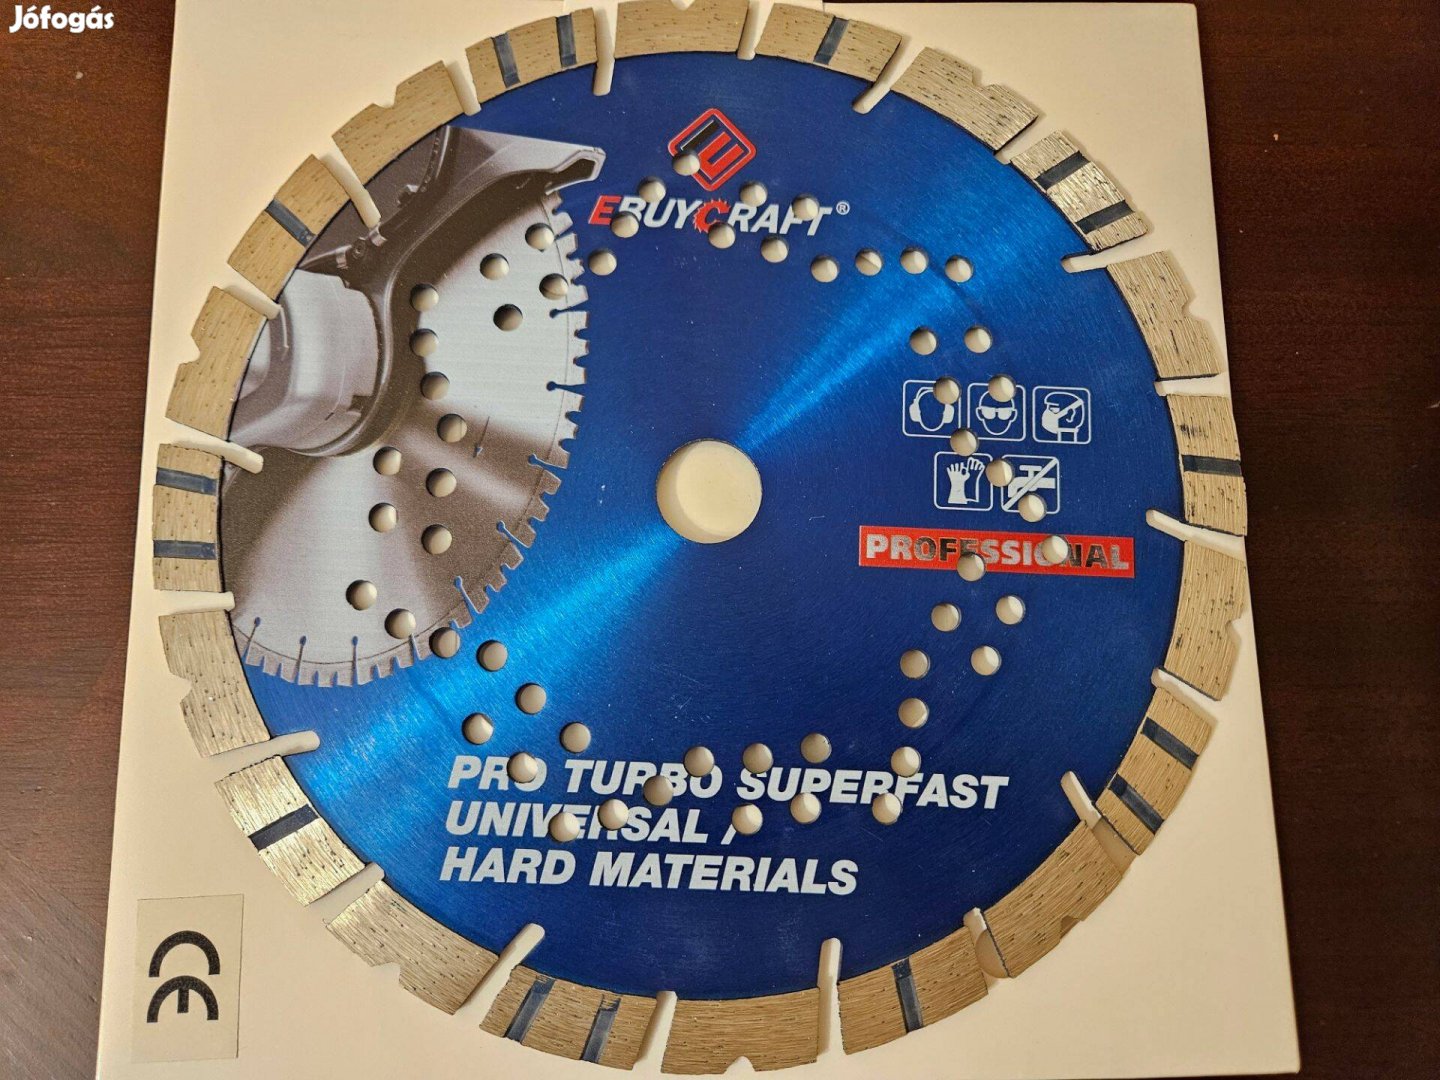 Jófogás
EBUYCRAFT®
PROFESSIONAL
PRO TURBO SUPERFAST
UNIVERSAL /
HARD MATERIALS
CE